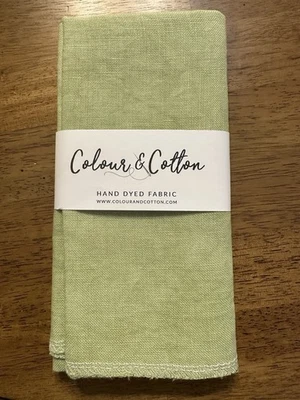 Colour & Cotton
HAND DYED FABRIC
WWW.COLOURANDCOTTON.COM